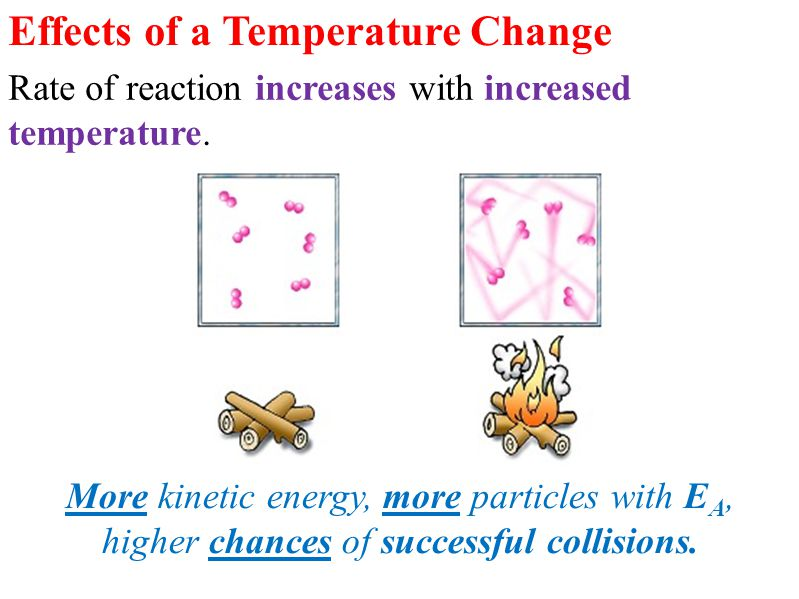 Effects of a Temperature Change
Rate of reaction increases with increased
temperature.
More kinetic energy, more particles with EA,
higher chances of successful collisions.